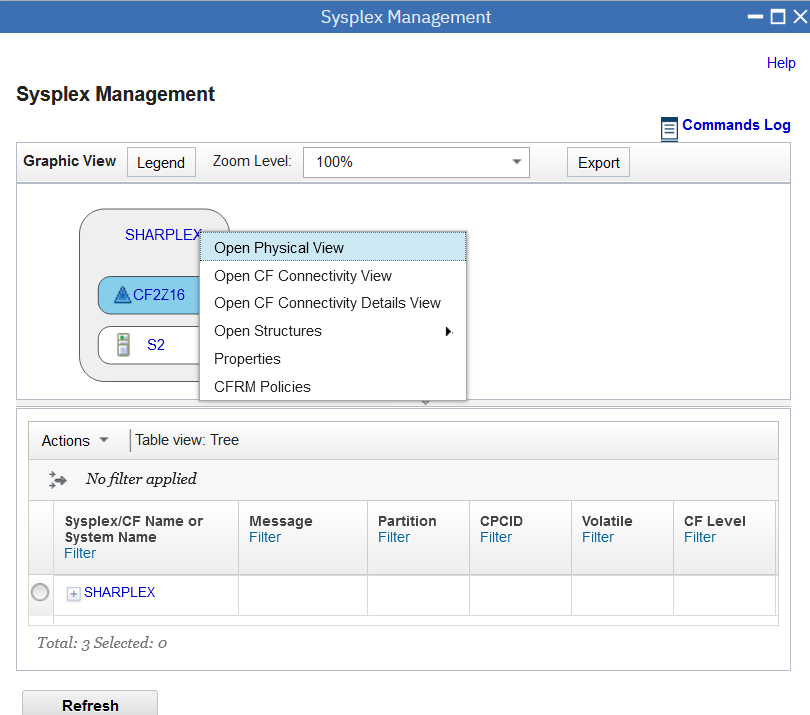 Sysplex Management
Help
Sysplex Management
Commands Log
Graphic View Legend Zoom Level: 100% Export
SHARPLEX
CF2Z16
S2
Open Physical View
Open CF Connectivity View
Open CF Connectivity Details View
Open Structures
Properties
CFRM Policies
Actions Table view: Tree
No filter applied
Sysplex/CF Name or System Name Filter
Message Filter
Partition Filter
CPCID Filter
Volatile Filter
CF Level Filter
SHARPLEX
Total: 3 Selected: 0
Refresh